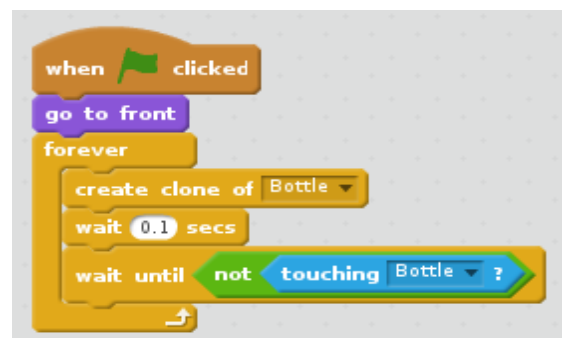 when clicked
go to front
forever
create clone of Bottle
wait 0.1 secs
wait until not touching Bottle ?